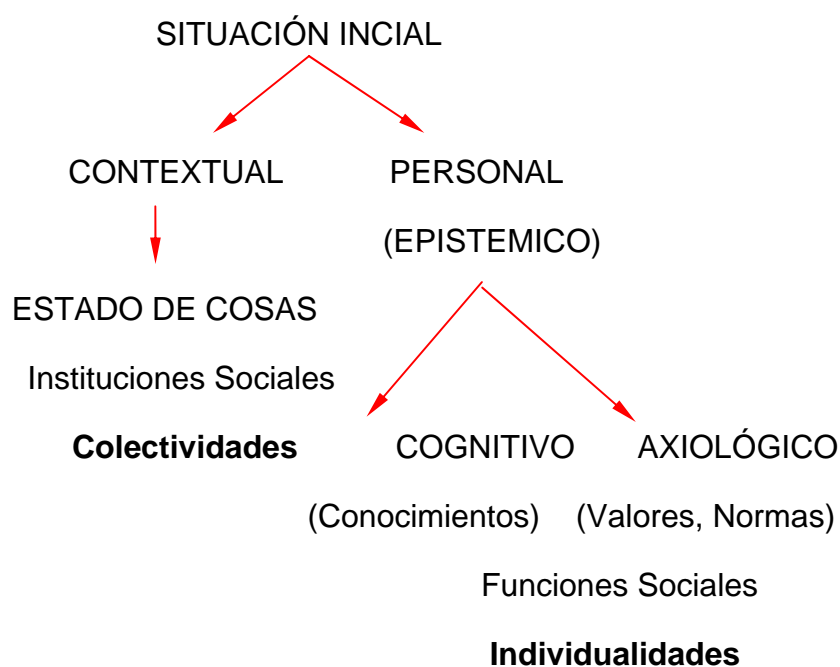 SITUACIÓN INCIAL
CONTEXTUAL PERSONAL
(EPISTEMICO)
ESTADO DE COSAS
Instituciones Sociales
Colectividades COGNITIVO AXIOLÓGICO
(Conocimientos) (Valores, Normas)
Funciones Sociales
Individualidades